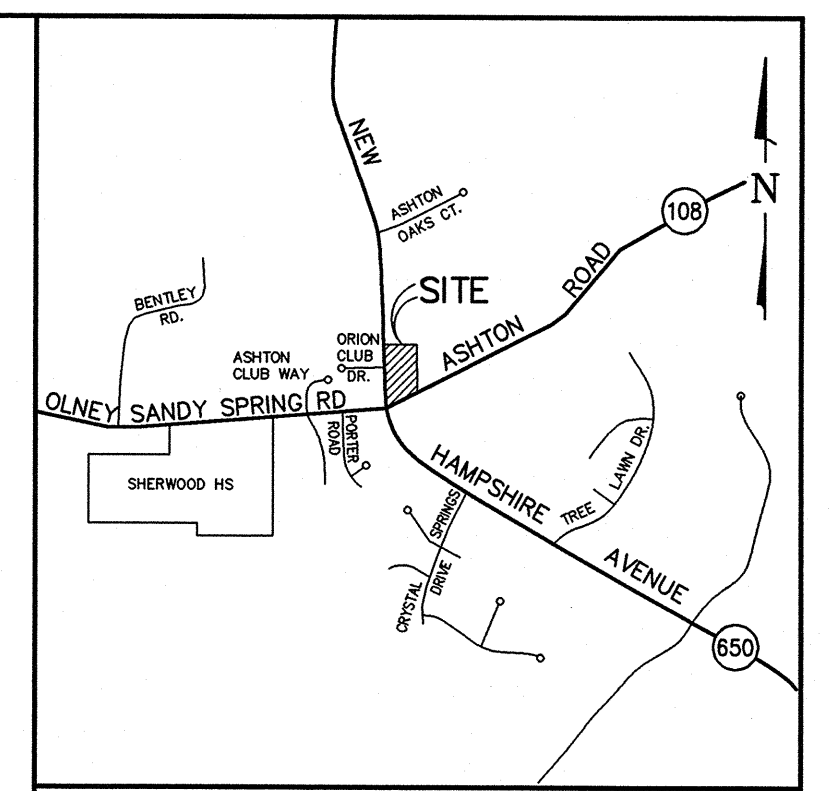 NEW
ASHTON
OAKS CT.
108
N
ROAD
SITE
BENTLEY
RD.
ORION
CLUB
DR.
ASHTON
ASHTON
CLUB WAY
OLNEY SANDY SPRING RD
PORTER
ROAD
SHERWOOD HS
HAMPSHIRE
LAWN DR.
TREE
SPRINGS
AVENUE
DRIVE
CRYSTAL
650